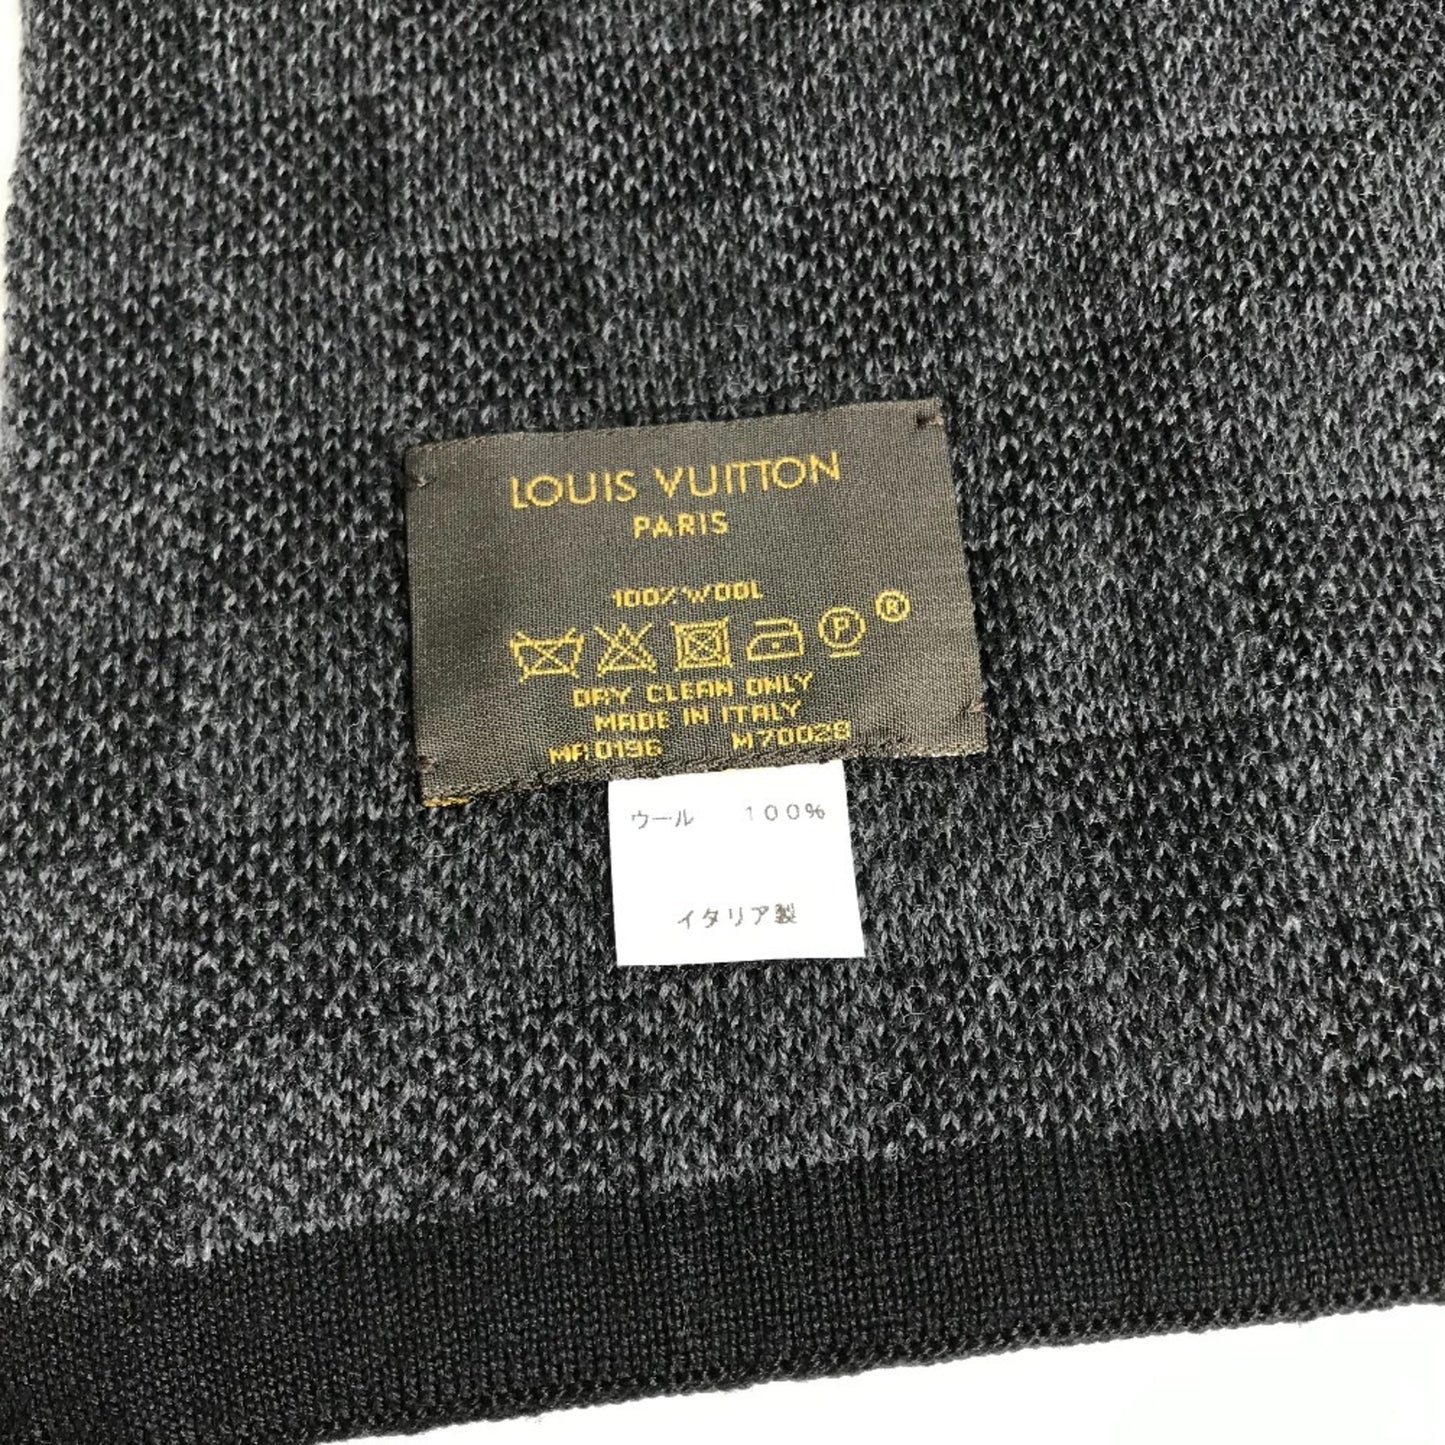 LOUIS VUITTON
PARIS
100% WOOL
P ®
DRY CLEAN ONLY
MADE IN ITALY
MP.0196 M70028
ウール 100%
イタリア製